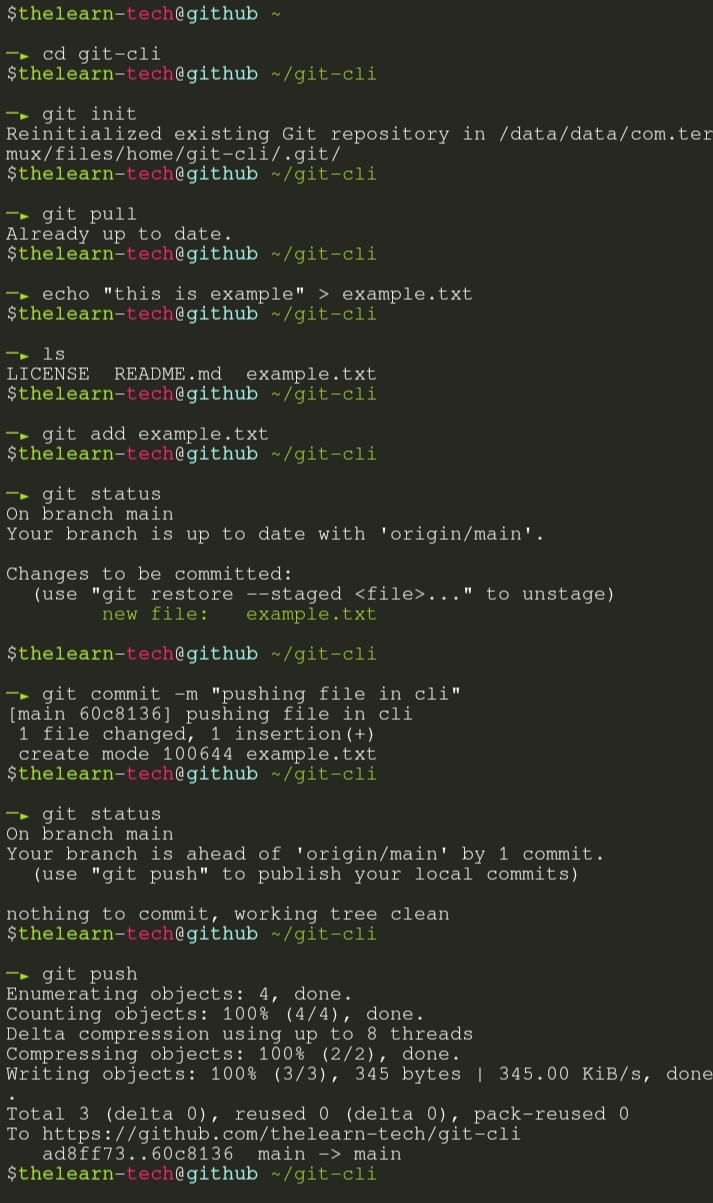 $thelearn-tech@github ~
─► cd git-cli
$thelearn-tech@github ~/git-cli
─► git init
Reinitialized existing Git repository in /data/data/com.ter
mux/files/home/git-cli/.git/
$thelearn-tech@github ~/git-cli
─► git pull
Already up to date.
$thelearn-tech@github ~/git-cli
─► echo "this is example" > example.txt
$thelearn-tech@github ~/git-cli
─► ls
LICENSE  README.md  example.txt
$thelearn-tech@github ~/git-cli
─► git add example.txt
$thelearn-tech@github ~/git-cli
─► git status
On branch main
Your branch is up to date with 'origin/main'.
Changes to be committed:
  (use "git restore --staged <file>..." to unstage)
        new file:   example.txt
$thelearn-tech@github ~/git-cli
─► git commit -m "pushing file in cli"
[main 60c8136] pushing file in cli
 1 file changed, 1 insertion(+)
 create mode 100644 example.txt
$thelearn-tech@github ~/git-cli
─► git status
On branch main
Your branch is ahead of 'origin/main' by 1 commit.
  (use "git push" to publish your local commits)
nothing to commit, working tree clean
$thelearn-tech@github ~/git-cli
─► git push
Enumerating objects: 4, done.
Counting objects: 100% (4/4), done.
Delta compression using up to 8 threads
Compressing objects: 100% (2/2), done.
Writing objects: 100% (3/3), 345 bytes | 345.00 KiB/s, done
.
Total 3 (delta 0), reused 0 (delta 0), pack-reused 0
To https://github.com/thelearn-tech/git-cli
   ad8ff73..60c8136  main -> main
$thelearn-tech@github ~/git-cli